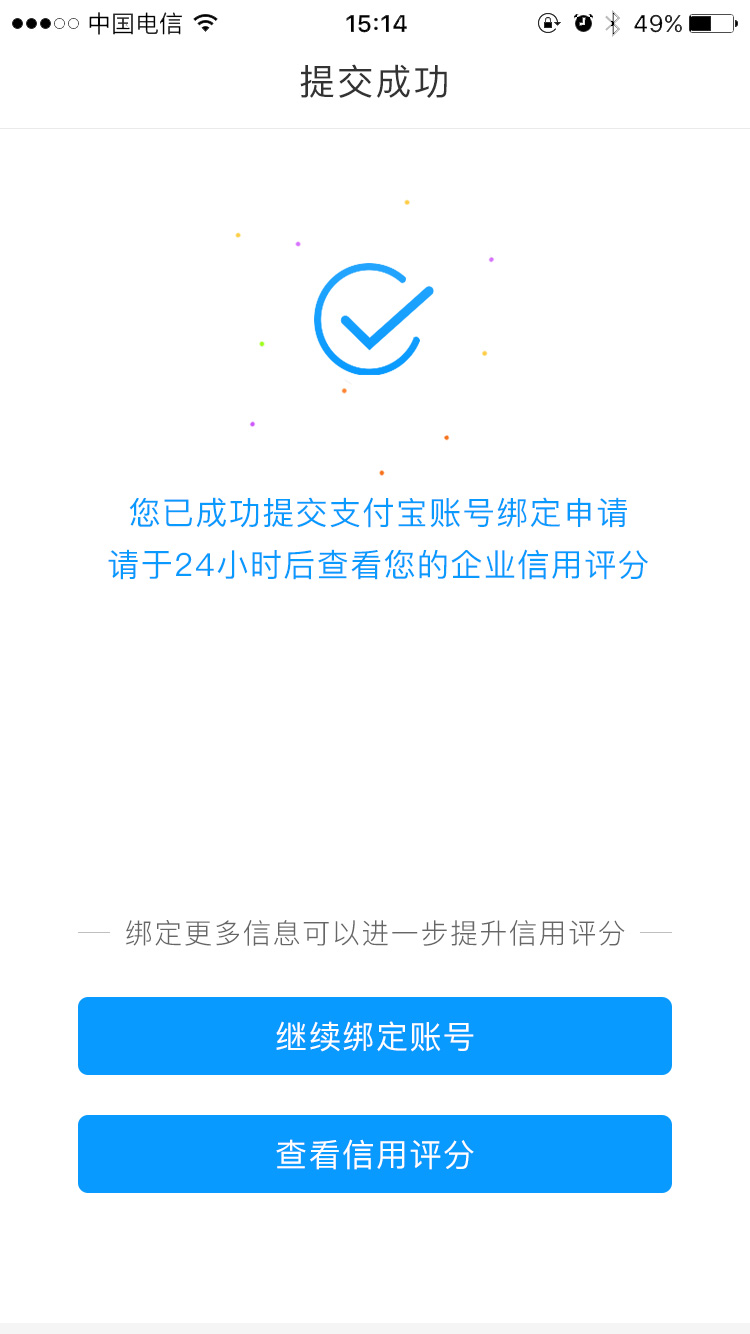 中国电信
15:14
49%
提交成功
您已成功提交支付宝账号绑定申请
请于24小时后查看您的企业信用评分
绑定更多信息可以进一步提升信用评分
继续绑定账号
查看信用评分